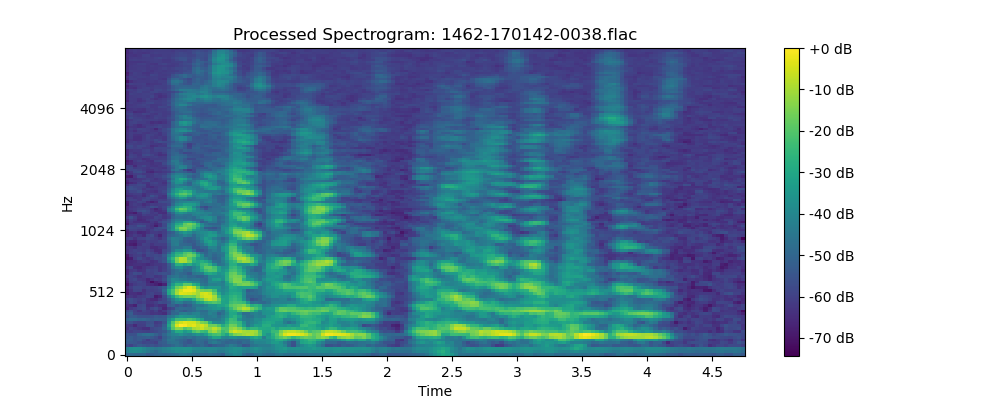 Processed Spectrogram: 1462-170142-0038.flac
Hz
4096
2048
1024
512
0
0 0.5 1 1.5 2 2.5 3 3.5 4 4.5
Time
+0 dB
-10 dB
-20 dB
-30 dB
-40 dB
-50 dB
-60 dB
-70 dB